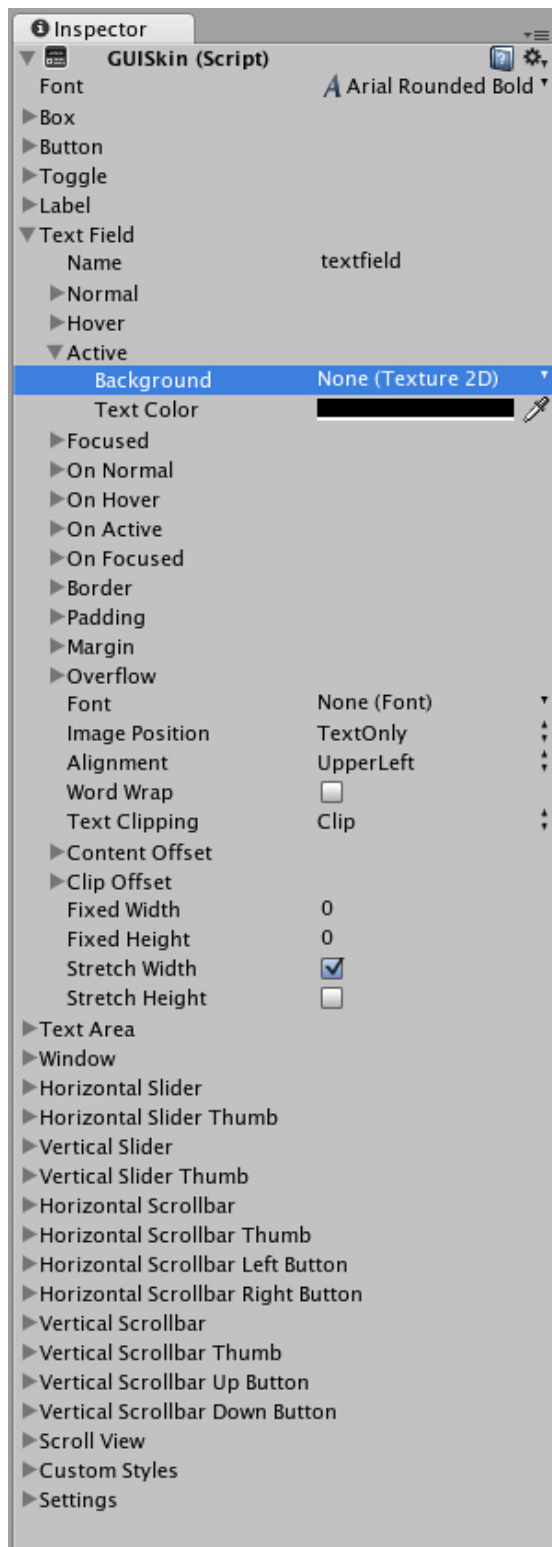 Inspector
GUISkin (Script)
Font Arial Rounded Bold
Box
Button
Toggle
Label
Text Field
Name textfield
Normal
Hover
Active
Background None (Texture 2D)
Text Color
Focused
On Normal
On Hover
On Active
On Focused
Border
Padding
Margin
Overflow
Font None (Font)
Image Position TextOnly
Alignment UpperLeft
Word Wrap
Text Clipping Clip
Content Offset
Clip Offset
Fixed Width 0
Fixed Height 0
Stretch Width
Stretch Height
Text Area
Window
Horizontal Slider
Horizontal Slider Thumb
Vertical Slider
Vertical Slider Thumb
Horizontal Scrollbar
Horizontal Scrollbar Thumb
Horizontal Scrollbar Left Button
Horizontal Scrollbar Right Button
Vertical Scrollbar
Vertical Scrollbar Thumb
Vertical Scrollbar Up Button
Vertical Scrollbar Down Button
Scroll View
Custom Styles
Settings